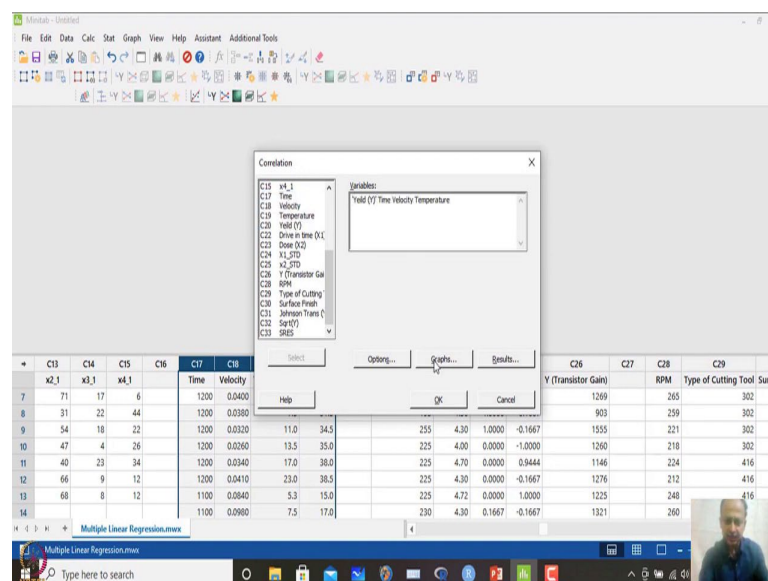 Minitab - Untitled
File Edit Data Calc Stat Graph View Help Assistant Additional Tools
Correlation X
C15 x4_1
C17 Time
C18 Velocity
C19 Temperature
C20 Yeild (Y)
C22 Drive in time (X1
C23 Dose (X2)
C24 X1_STD
C25 x2_STD
C26 Y (Transistor Gai
C28 RPM
C29 Type of Cutting
C30 Surface Finish
C31 Johnson Trans (
C32 Sqrt(Y)
C33 SRES
Variables:
'Yeild (Y)' Time Velocity Temperature
Select Options... Graphs... Results...
Help OK Cancel
C13 C14 C15 C16 C17 C18 C26 C27 C28 C29
x2_1 x3_1 x4_1 Time Velocity Y (Transistor Gain) RPM Type of Cutting Tool Sur
7 71 17 6 1200 0.0400 1269 265 302
8 31 22 44 1200 0.0380 903 259 302
9 54 18 22 1200 0.0320 11.0 34.5 255 4.30 1.0000 -0.1667 1555 221 302
10 47 4 26 1200 0.0260 13.5 35.0 225 4.00 0.0000 -1.0000 1260 218 302
11 40 23 34 1200 0.0340 17.0 38.0 225 4.70 0.0000 0.9444 1146 224 416
12 66 9 12 1200 0.0410 23.0 38.5 225 4.30 0.0000 -0.1667 1276 212 416
13 68 8 12 1100 0.0840 5.3 15.0 225 4.72 0.0000 1.0000 1225 248 416
14 1100 0.0980 7.5 17.0 230 4.30 0.1667 -0.1667 1321 260
Multiple Linear Regression.mwx
Multiple Linear Regression.mwx
Type here to search